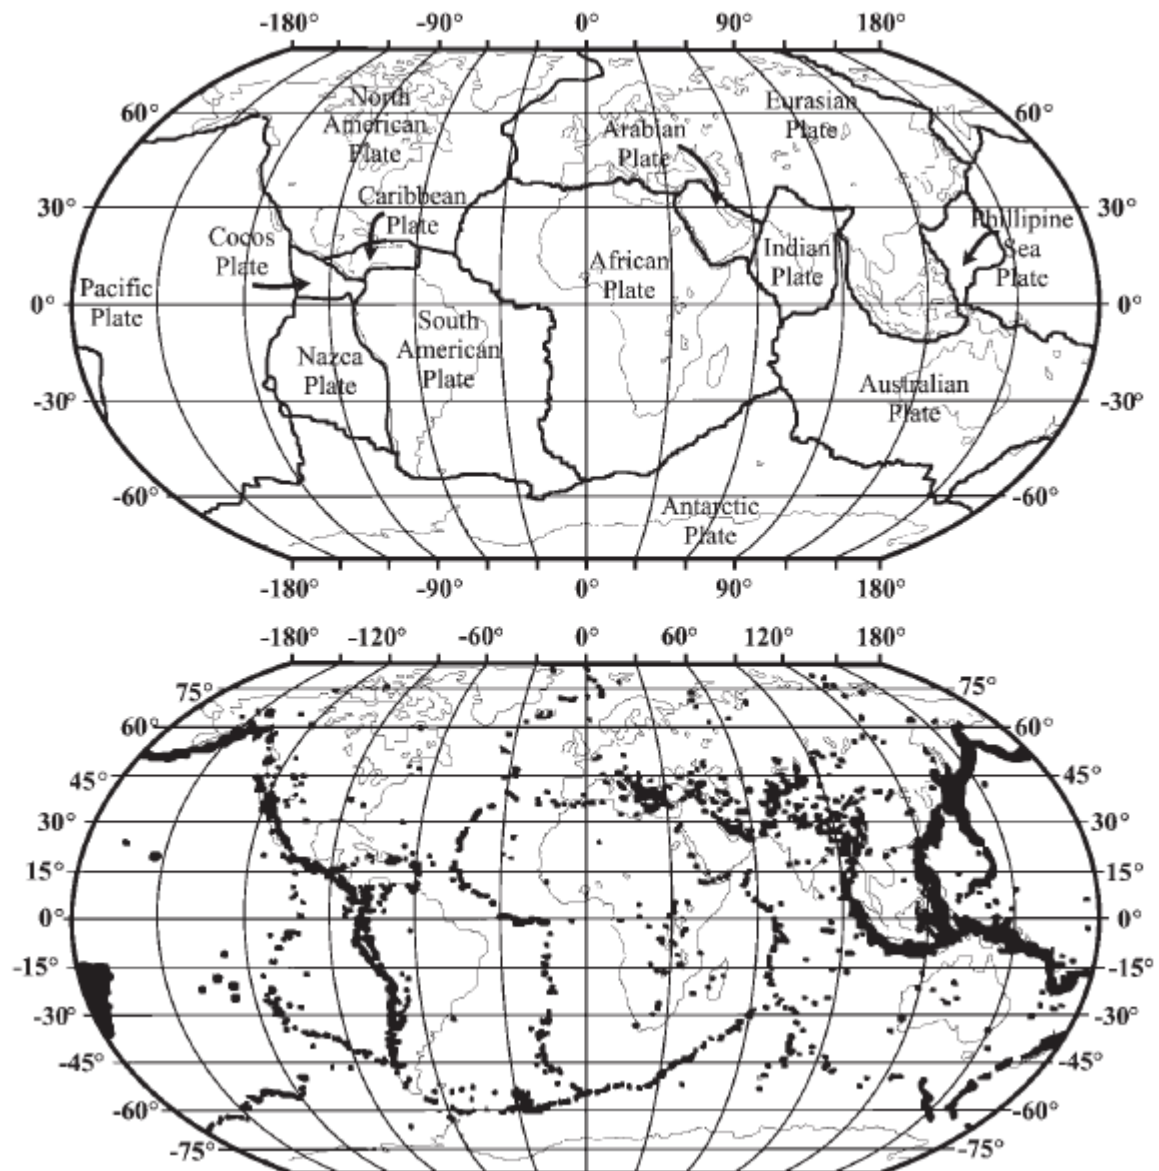 -180° -90° 0° 90° 180°
North
American
Plate
Eurasian
Plate
60° 60°
Arabian
Plate
Caribbean
Plate
30° 30°
Phillipine
Sea
Plate
Cocos
Plate
African
Plate
Indian
Plate
Pacific
Plate
0° 0°
South
American
Plate
Nazca
Plate
Australian
Plate
-30° -30°
-60° -60°
Antarctic
Plate
-180° -90° 0° 90° 180°
-180° -120° -60° 0° 60° 120° 180°
75° 75°
60° 60°
45° 45°
30° 30°
15° 15°
0° 0°
-15° -15°
-30° -30°
-45° -45°
-60° -60°
-75° -75°